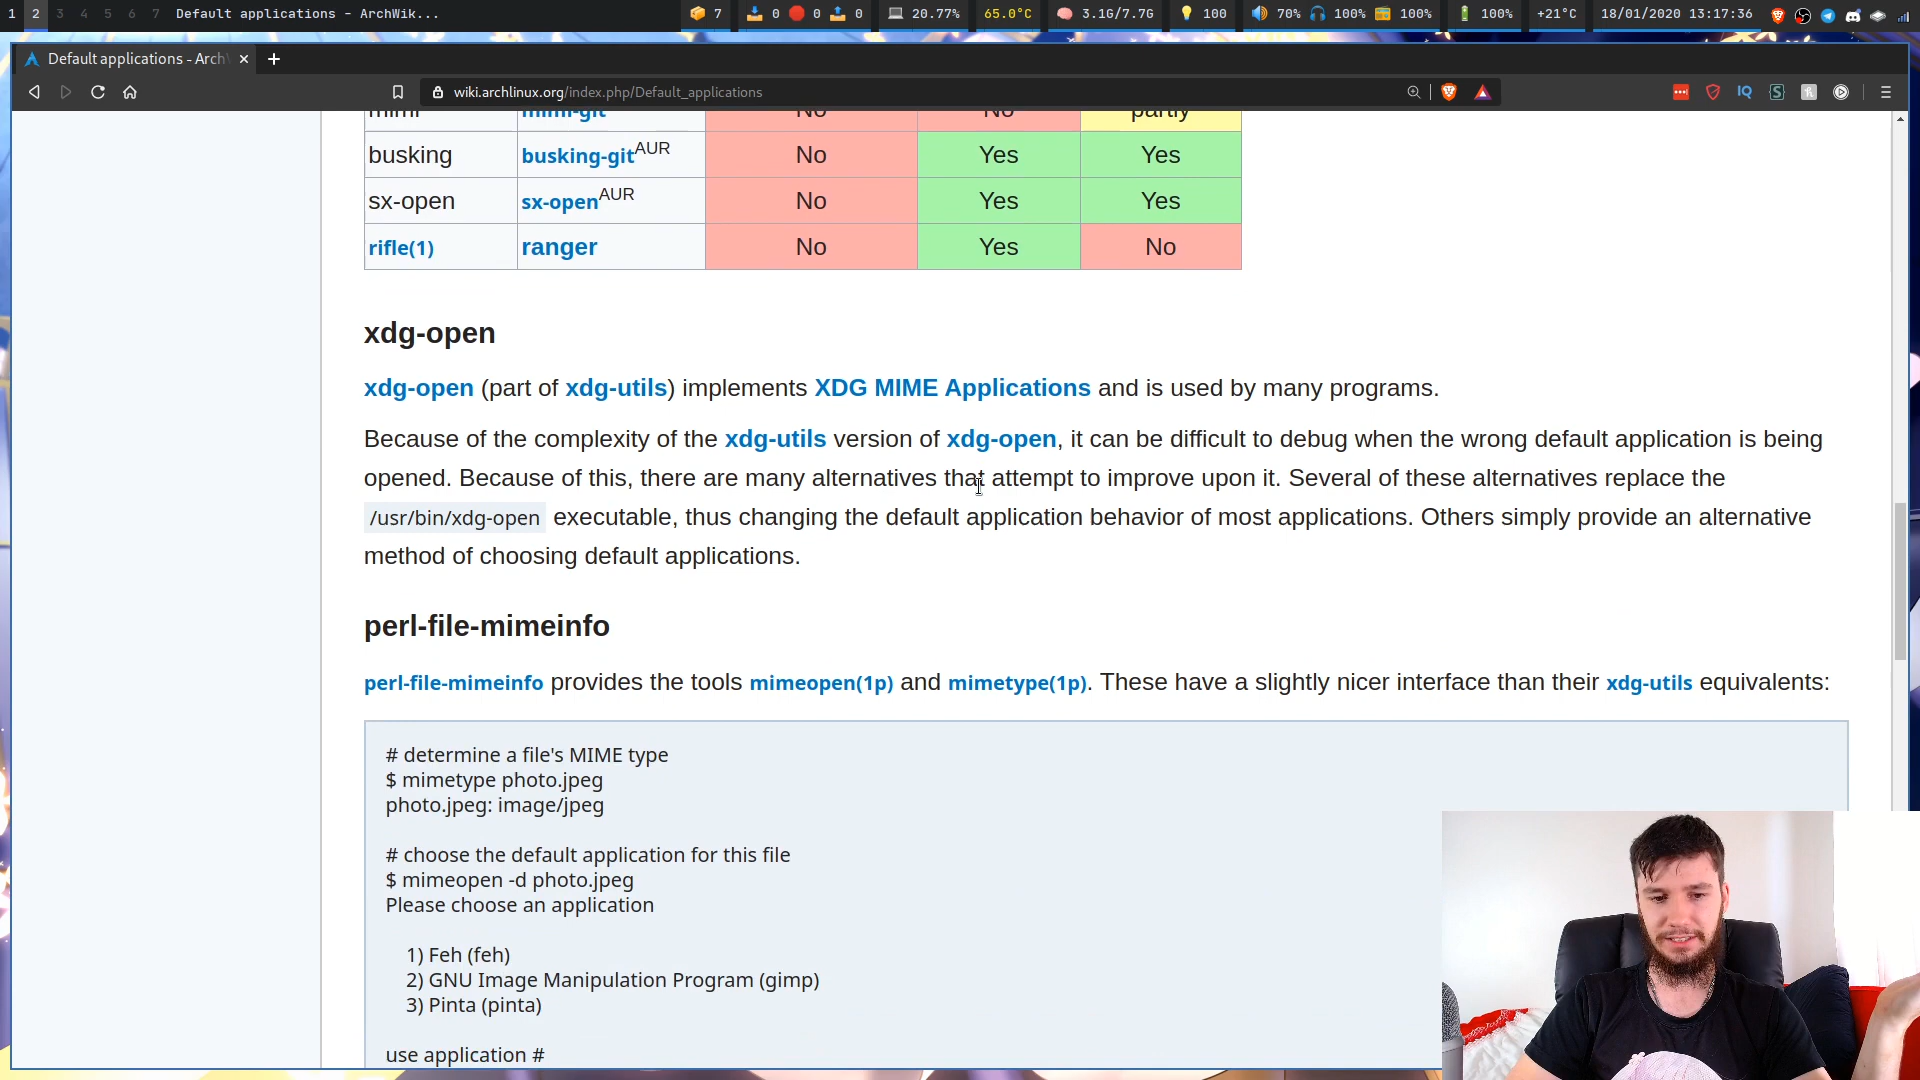 1 2 3 4 5 6 7 Default applications – ArchWik... 7 0 0 0 20.77% 65.0°C 3.1G/7.7G 100 70% 100% 100% 100% +21°C 18/01/2020 13:17:36
Default applications - Arch
wiki.archlinux.org/index.php/Default_applications
mimi mimi-git No No partly
busking busking-gitAUR No Yes Yes
sx-open sx-openAUR No Yes Yes
rifle(1) ranger No Yes No
xdg-open
xdg-open (part of xdg-utils) implements XDG MIME Applications and is used by many programs.
Because of the complexity of the xdg-utils version of xdg-open, it can be difficult to debug when the wrong default application is being
opened. Because of this, there are many alternatives that attempt to improve upon it. Several of these alternatives replace the
/usr/bin/xdg-open executable, thus changing the default application behavior of most applications. Others simply provide an alternative
method of choosing default applications.
perl-file-mimeinfo
perl-file-mimeinfo provides the tools mimeopen(1p) and mimetype(1p). These have a slightly nicer interface than their xdg-utils equivalents:
# determine a file's MIME type
$ mimetype photo.jpeg
photo.jpeg: image/jpeg
# choose the default application for this file
$ mimeopen -d photo.jpeg
Please choose an application
1) Feh (feh)
2) GNU Image Manipulation Program (gimp)
3) Pinta (pinta)
use application #